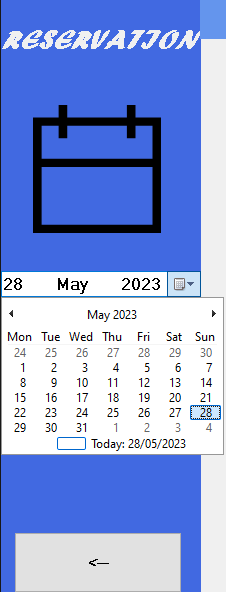 RESERVATION
28 May 2023
May 2023
Mon Tue Wed Thu Fri Sat Sun
24 25 26 27 28 29 30
1 2 3 4 5 6 7
8 9 10 11 12 13 14
15 16 17 18 19 20 21
22 23 24 25 26 27 28
29 30 31 1 2 3 4
Today: 28/05/2023
<--